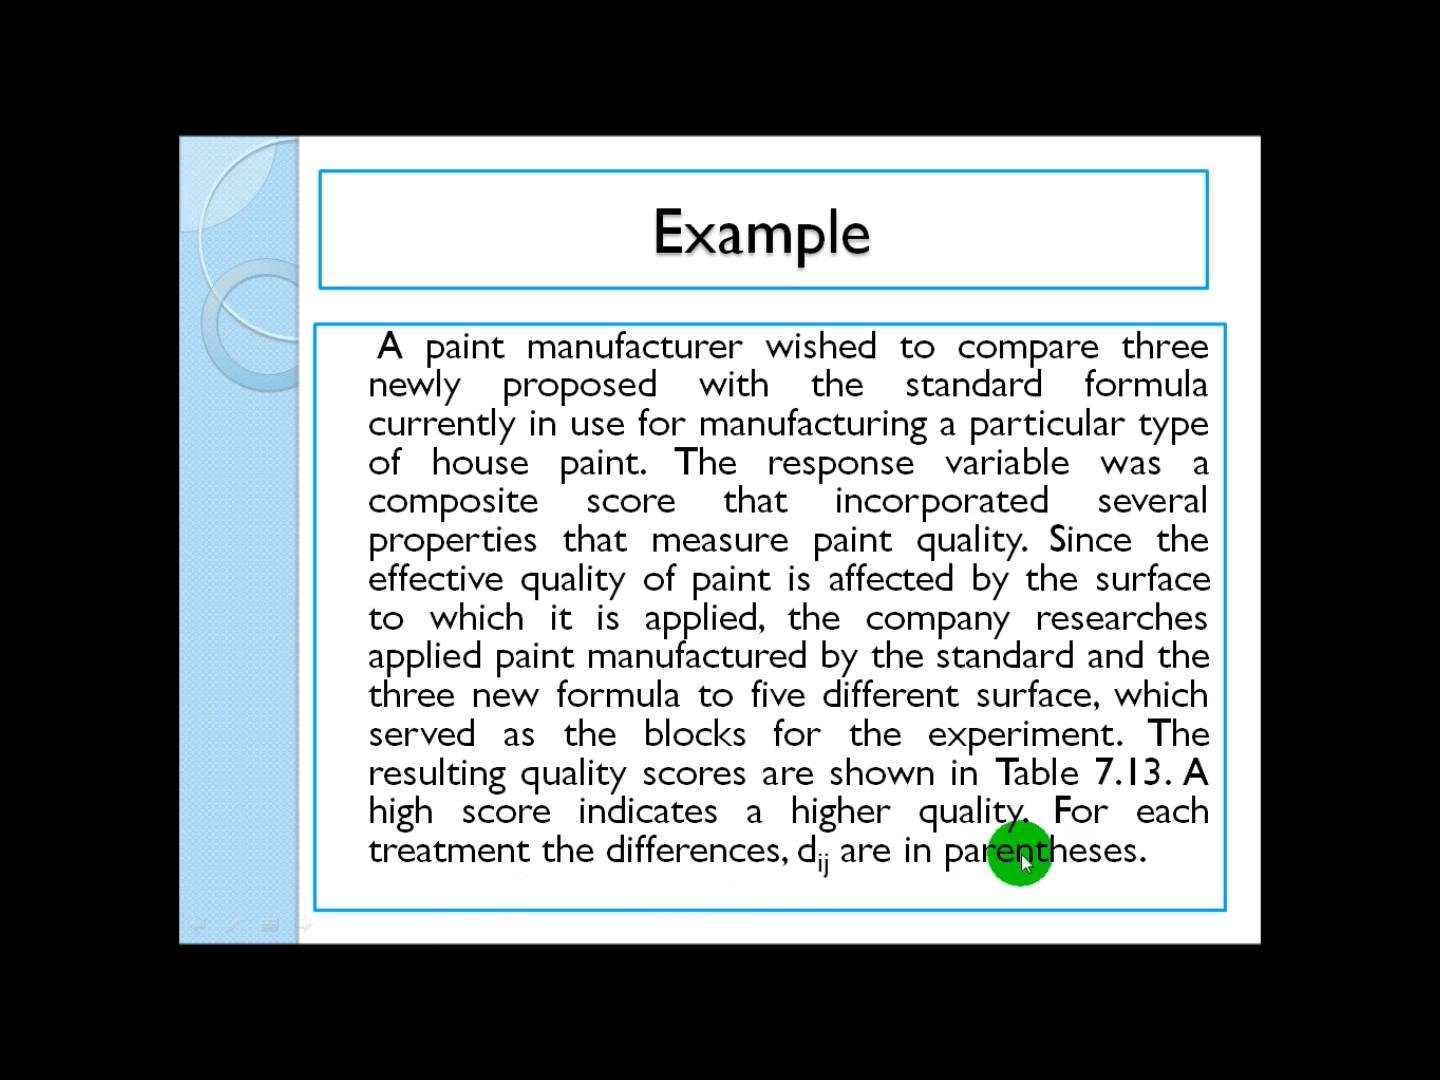 Example
A paint manufacturer wished to compare three
newly proposed with the standard formula
currently in use for manufacturing a particular type
of house paint. The response variable was a
composite score that incorporated several
properties that measure paint quality. Since the
effective quality of paint is affected by the surface
to which it is applied, the company researches
applied paint manufactured by the standard and the
three new formula to five different surface, which
served as the blocks for the experiment. The
resulting quality scores are shown in Table 7.13. A
high score indicates a higher quality. For each
treatment the differences, dij are in parentheses.